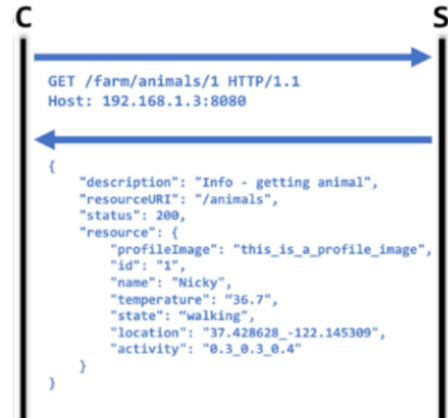 C S
GET /farm/animals/1 HTTP/1.1
Host: 192.168.1.3:8080
{
"description": "Info - getting animal",
"resourceURI": "/animals",
"status": 200,
"resource": {
"profileImage": "this_is_a_profile_image",
"id": "1",
"name": "Nicky",
"temperature": “36.7",
"state": “walking",
"location": "37.428628_-122.145309",
"activity": "0.3_0.3_0.4"
}
}